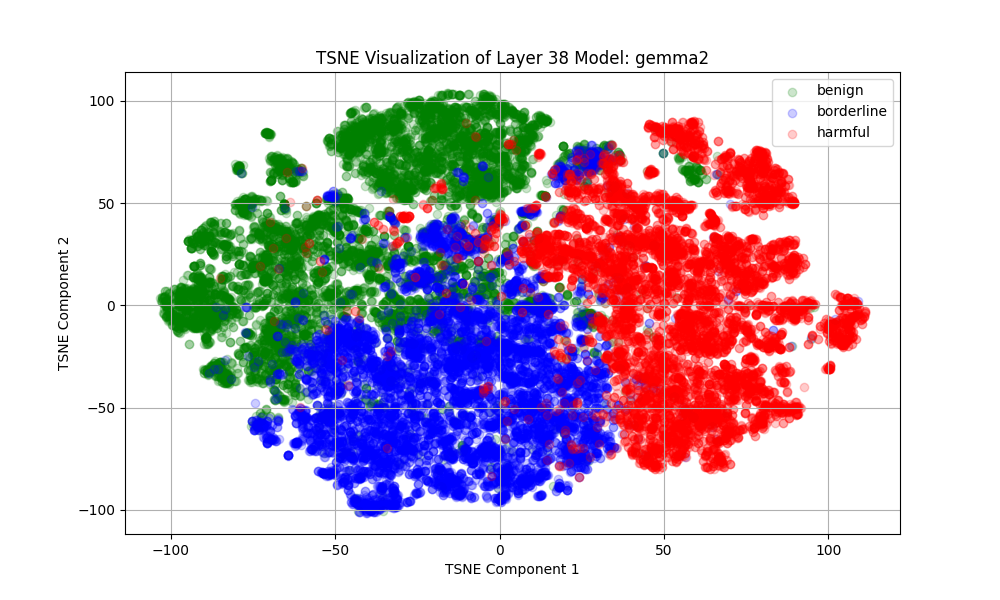 TSNE Visualization of Layer 38 Model: gemma2
benign
borderline
harmful
100
50
0
−50
−100
TSNE Component 2
−100
−50
0
50
100
TSNE Component 1